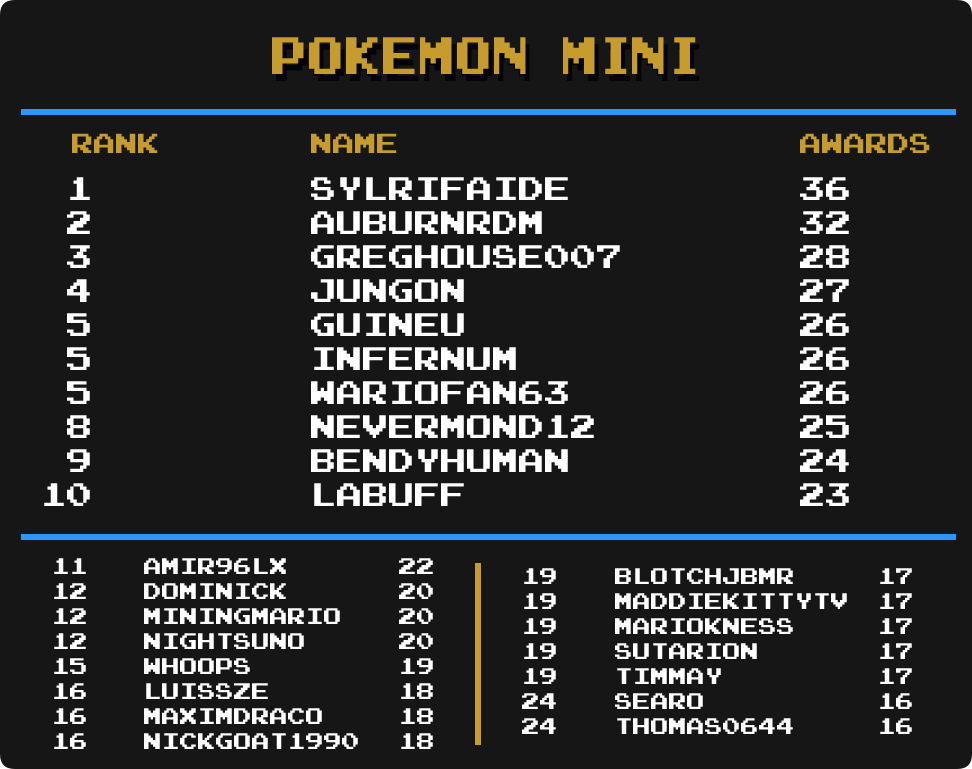 POKEMON MINI
RANK NAME AWARDS
1 SYLRIFAIDE 36
2 AUBURNRDM 32
3 GREGHOUSE007 28
4 JUNGON 27
5 GUINEU 26
5 INFERNUM 26
5 WARIOFAN63 26
8 NEVERMOND12 25
9 BENDYHUMAN 24
10 LABUFF 23
11 AMIR96LX 22
12 DOMINICK 20
12 MININGMARIO 20
12 NIGHTSUNO 20
15 WHOOPS 19
16 LUISSZE 18
16 MAXIMDRACO 18
16 NICKGOAT1990 18
19 BLOTCHJBMR 17
19 MADDIEKITTYTV 17
19 MARIOKNESS 17
19 SUTARION 17
19 TIMMAY 17
24 SEARO 16
24 THOMAS0644 16